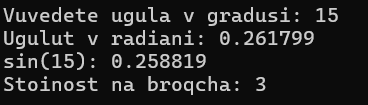 Vuvedete ugula v gradusi: 15
Ugulut v radiani: 0.261799
sin(15): 0.258819
Stoinost na broqcha: 3